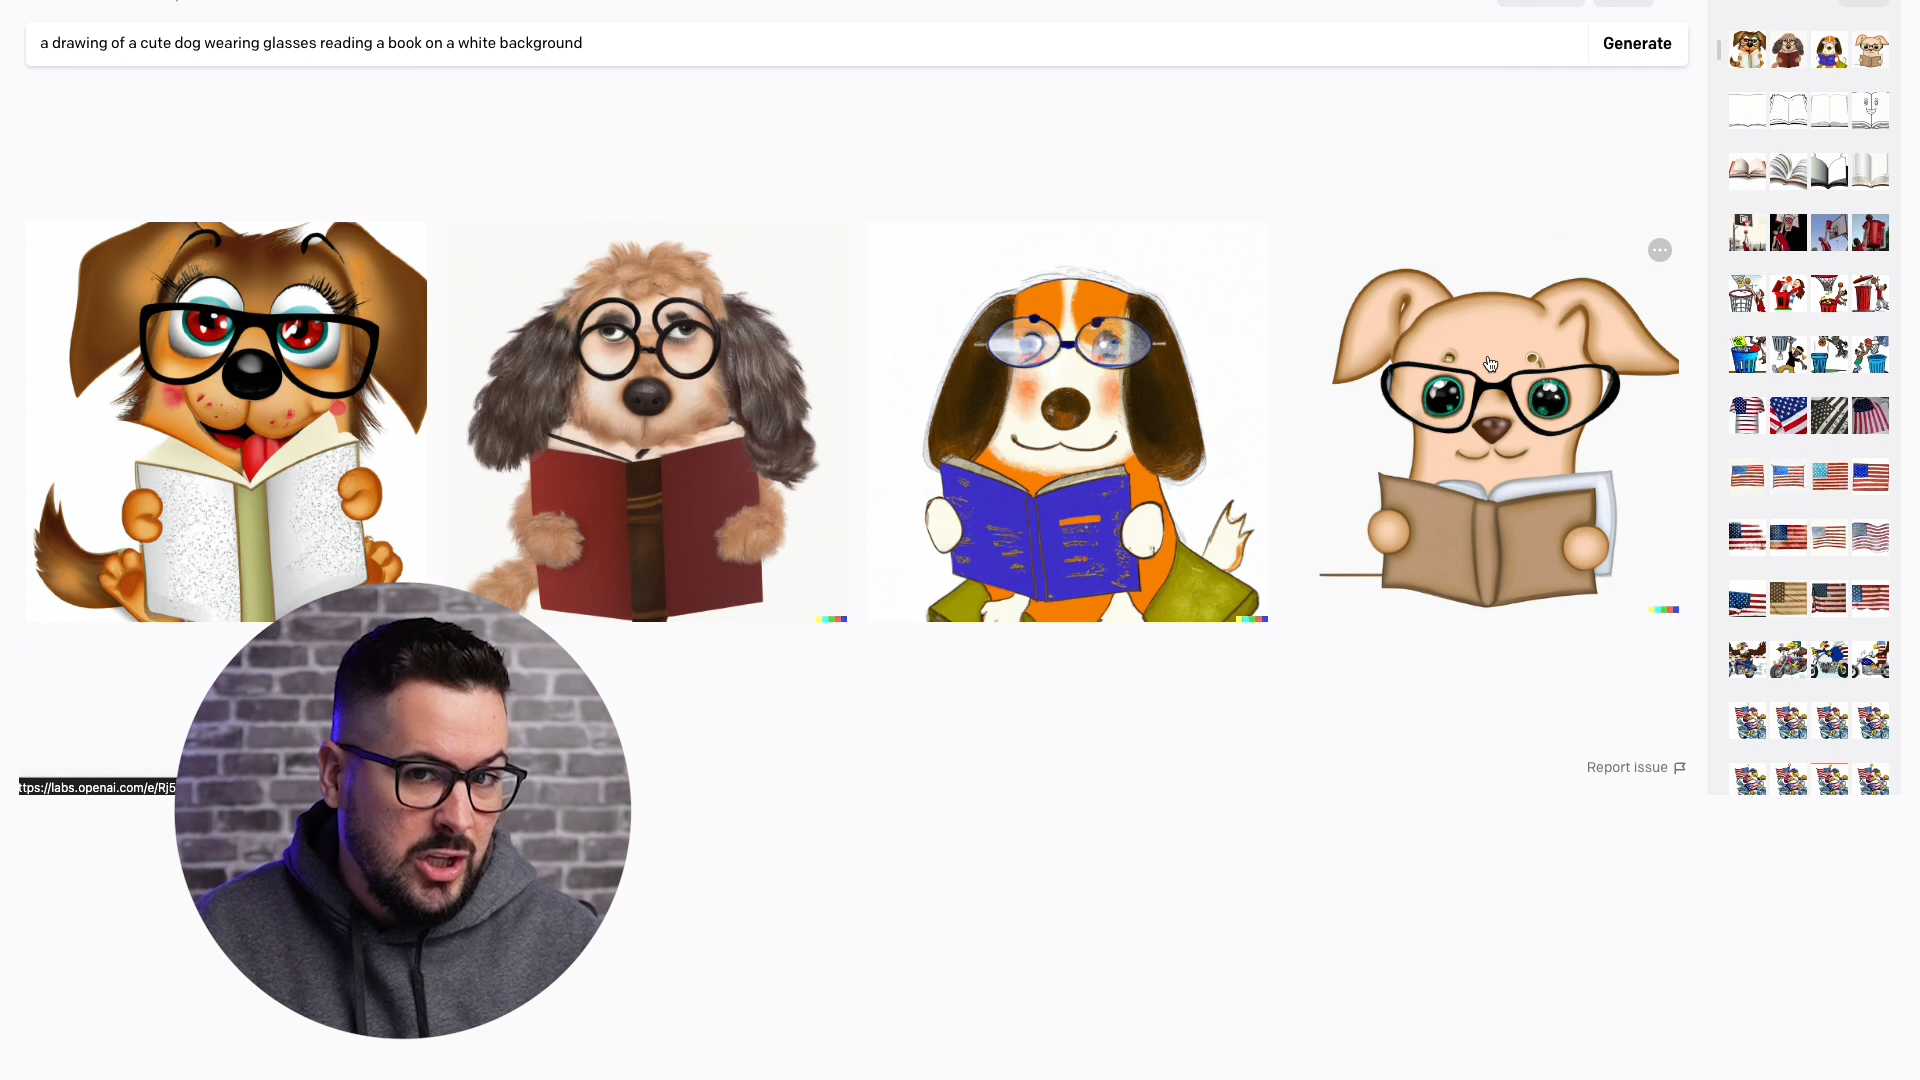 a drawing of a cute dog wearing glasses reading a book on a white background
Generate
Report issue
ttps://labs.openai.com/e/Rj5